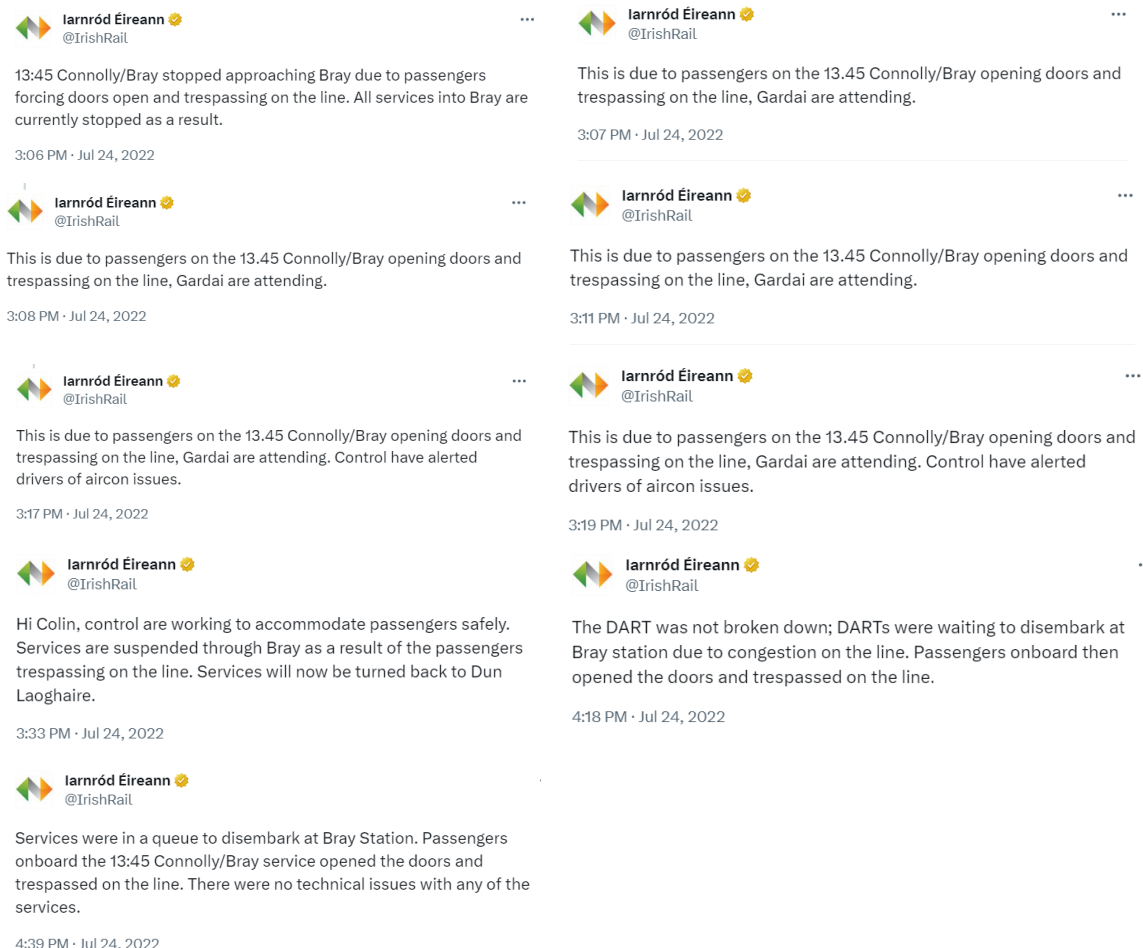 Iarnród Éireann
@IrishRail
13:45 Connolly/Bray stopped approaching Bray due to passengers
forcing doors open and trespassing on the line. All services into Bray are
currently stopped as a result.
3:06 PM · Jul 24, 2022
Iarnród Éireann
@IrishRail
This is due to passengers on the 13.45 Connolly/Bray opening doors and
trespassing on the line, Gardai are attending.
3:07 PM · Jul 24, 2022
Iarnród Éireann
@IrishRail
This is due to passengers on the 13.45 Connolly/Bray opening doors and
trespassing on the line, Gardai are attending.
3:08 PM · Jul 24, 2022
Iarnród Éireann
@IrishRail
This is due to passengers on the 13.45 Connolly/Bray opening doors and
trespassing on the line, Gardai are attending.
3:11 PM · Jul 24, 2022
Iarnród Éireann
@IrishRail
This is due to passengers on the 13.45 Connolly/Bray opening doors and
trespassing on the line, Gardai are attending. Control have alerted
drivers of aircon issues.
3:17 PM · Jul 24, 2022
Iarnród Éireann
@IrishRail
This is due to passengers on the 13.45 Connolly/Bray opening doors and
trespassing on the line, Gardai are attending. Control have alerted
drivers of aircon issues.
3:19 PM · Jul 24, 2022
Iarnród Éireann
@IrishRail
Hi Colin, control are working to accommodate passengers safely.
Services are suspended through Bray as a result of the passengers
trespassing on the line. Services will now be turned back to Dun
Laoghaire.
3:33 PM · Jul 24, 2022
Iarnród Éireann
@IrishRail
The DART was not broken down; DARTs were waiting to disembark at
Bray station due to congestion on the line. Passengers onboard then
opened the doors and trespassed on the line.
4:18 PM · Jul 24, 2022
Iarnród Éireann
@IrishRail
Services were in a queue to disembark at Bray Station. Passengers
onboard the 13:45 Connolly/Bray service opened the doors and
trespassed on the line. There were no technical issues with any of the
services.
4:39 PM · Jul 24, 2022